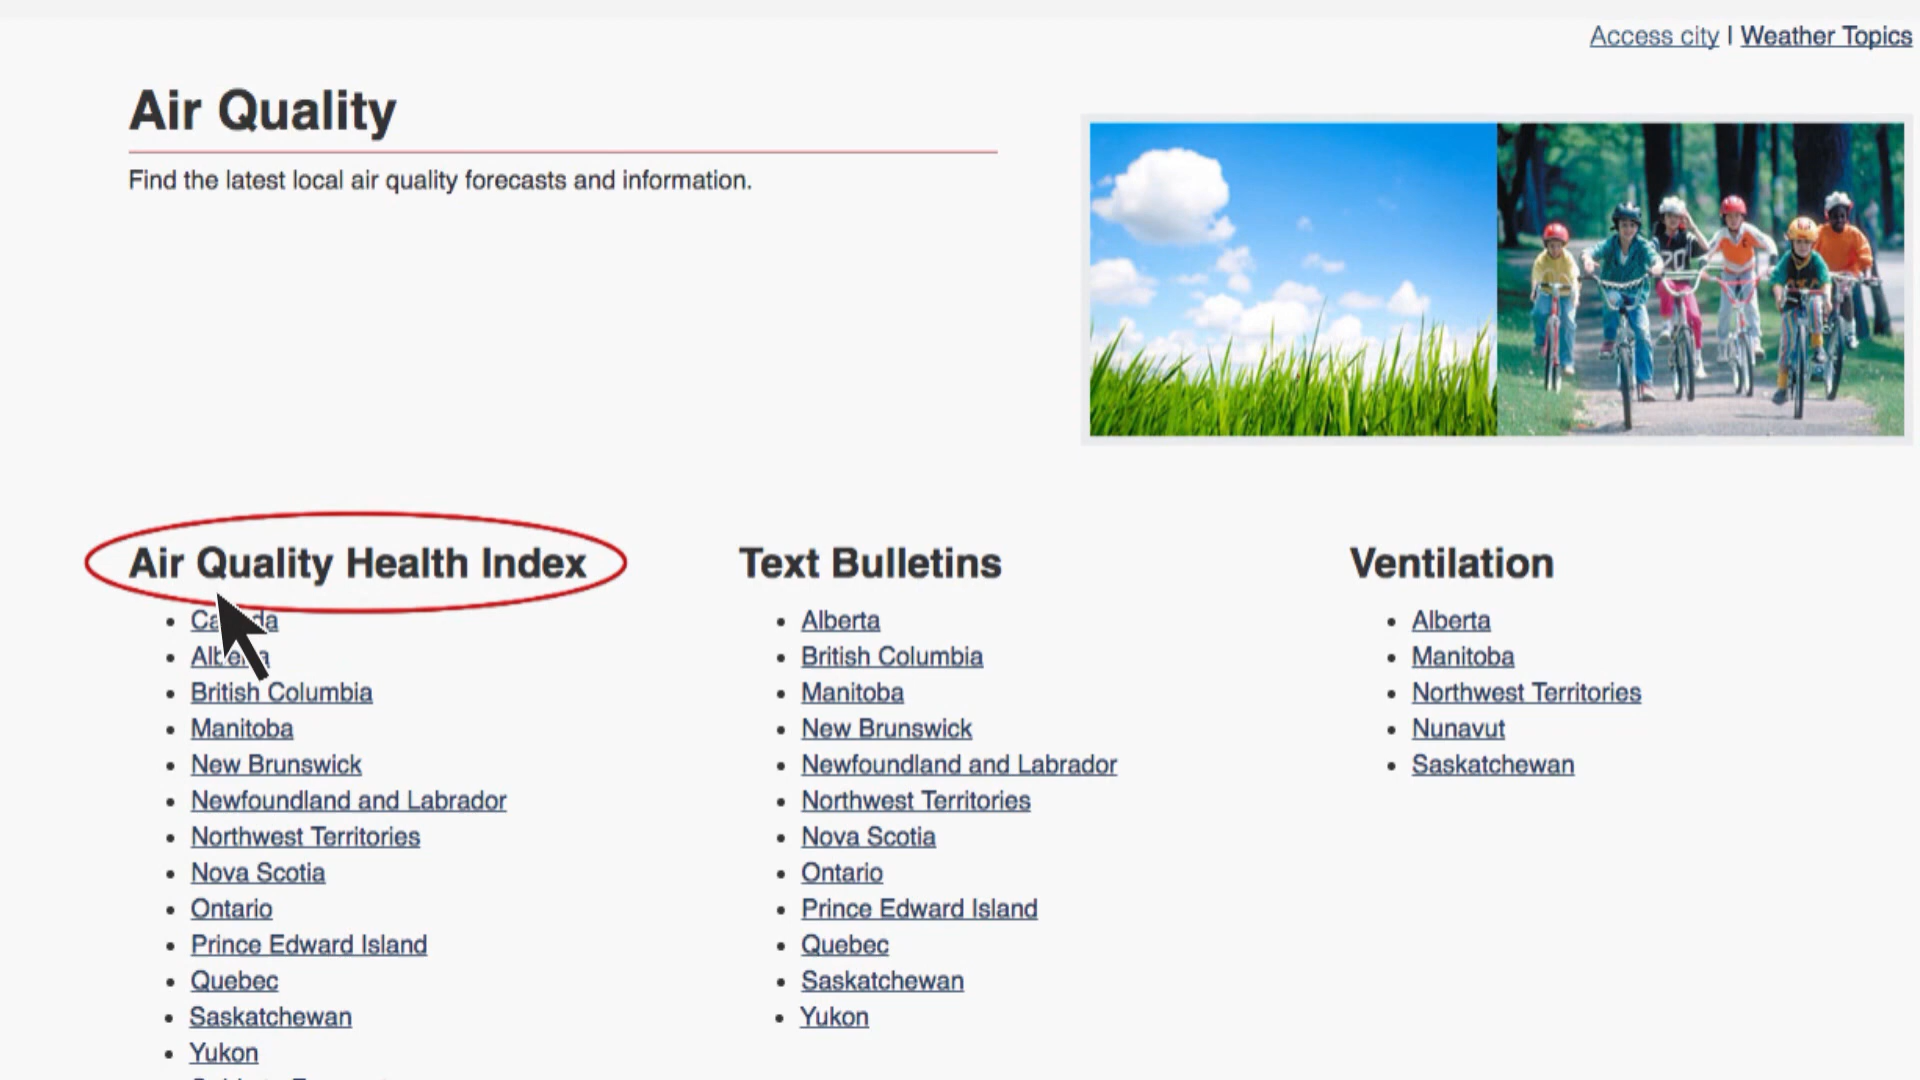 Access city | Weather Topics
Air Quality
Find the latest local air quality forecasts and information.
Air Quality Health Index
Canada
Alberta
British Columbia
Manitoba
New Brunswick
Newfoundland and Labrador
Northwest Territories
Nova Scotia
Ontario
Prince Edward Island
Quebec
Saskatchewan
Yukon
Text Bulletins
Alberta
British Columbia
Manitoba
New Brunswick
Newfoundland and Labrador
Northwest Territories
Nova Scotia
Ontario
Prince Edward Island
Quebec
Saskatchewan
Yukon
Ventilation
Alberta
Manitoba
Northwest Territories
Nunavut
Saskatchewan